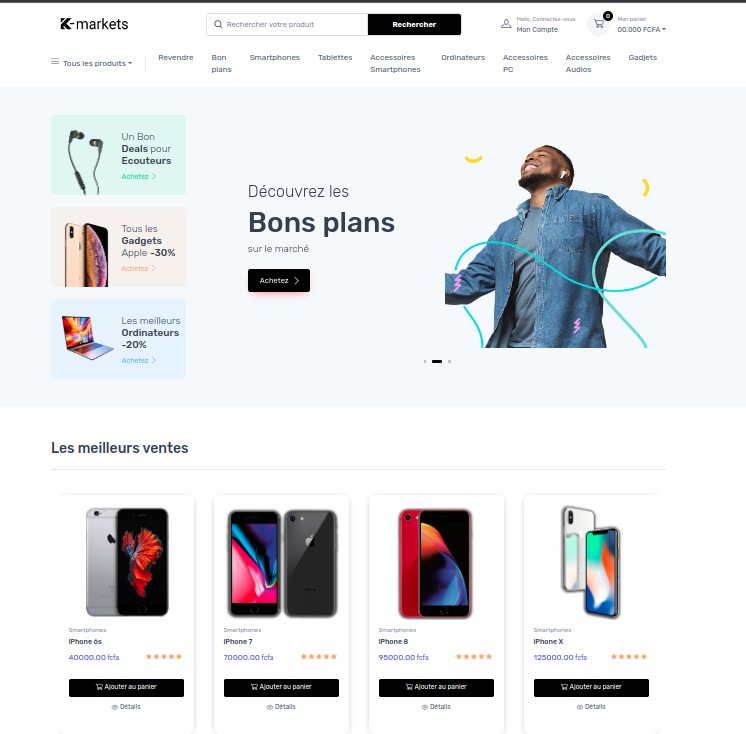 K-markets
Rechercher votre produit
Rechercher
Hello, Connectez-vous
Mon Compte
0
Mon panier
00.000 FCFA
Tous les produits
Revendre
Bon
plans
Smartphones
Tablettes
Accessoires
Smartphones
Ordinateurs
Accessoires
PC
Accessoires
Audios
Gadjets
Un Bon
Deals pour
Ecouteurs
Achetez
Tous les
Gadgets
Apple -30%
Achetez
Les meilleurs
Ordinateurs
-20%
Achetez
Découvrez les
Bons plans
sur le marché
Achetez
Les meilleurs ventes
Smartphones
iPhone 6s
40000.00 fcfa
Ajouter au panier
Détails
Smartphones
iPhone 7
70000.00 fcfa
Ajouter au panier
Détails
Smartphones
iPhone 8
95000.00 fcfa
Ajouter au panier
Détails
Smartphones
iPhone X
125000.00 fcfa
Ajouter au panier
Détails